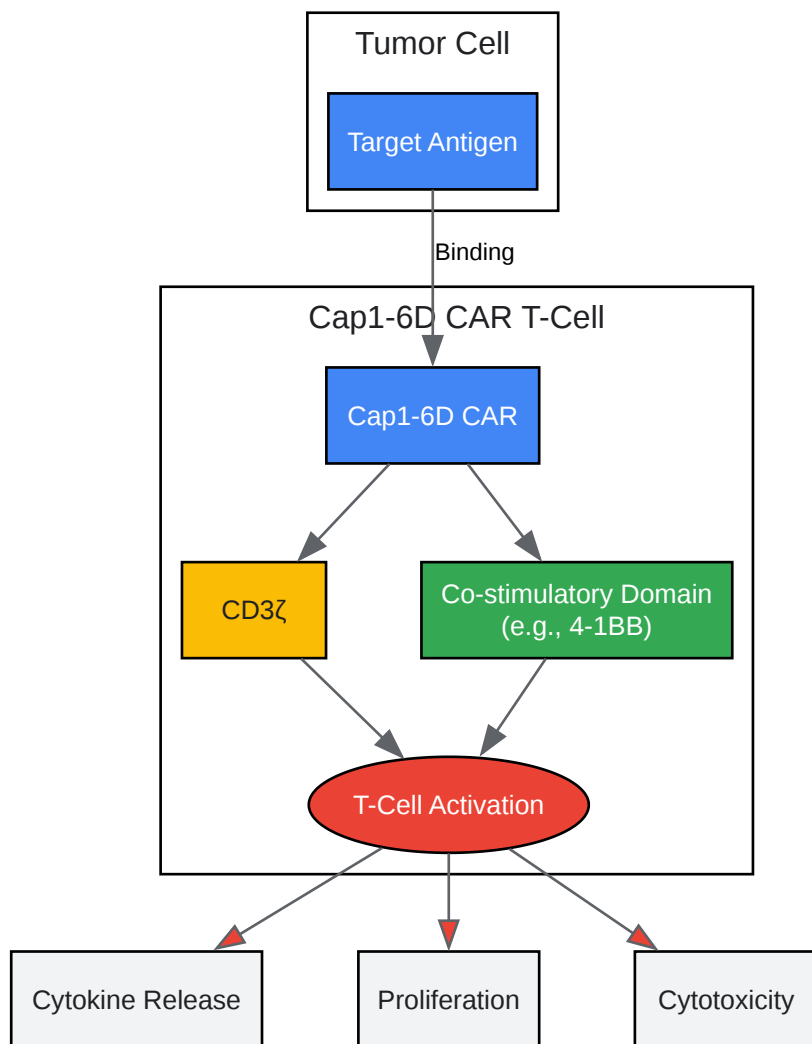 Tumor Cell
Target Antigen
Binding
Cap1-6D CAR T-Cell
Cap1-6D CAR
CD3ζ
Co-stimulatory Domain
(e.g., 4-1BB)
T-Cell Activation
Cytokine Release
Proliferation
Cytotoxicity